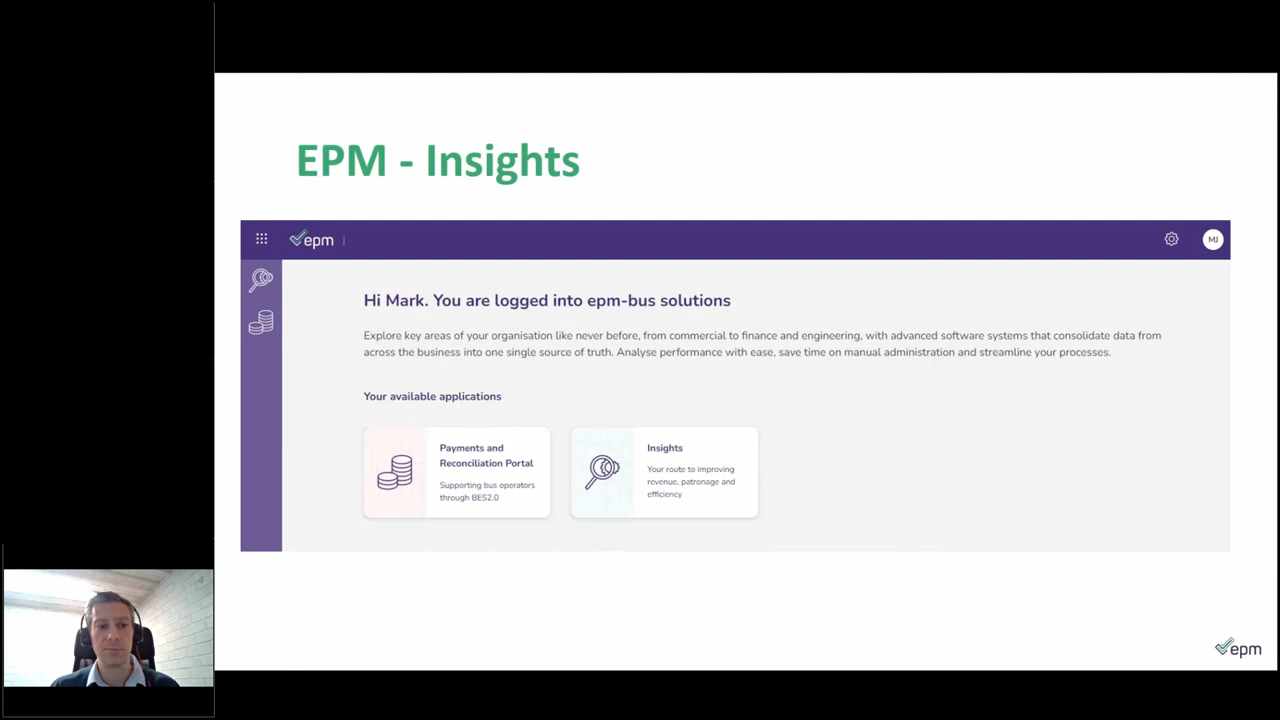 EPM - Insights
epm
MJ
Hi Mark. You are logged into epm-bus solutions
Explore key areas of your organisation like never before, from commercial to finance and engineering, with advanced software systems that consolidate data from
across the business into one single source of truth. Analyse performance with ease, save time on manual administration and streamline your processes.
Your available applications
Payments and
Reconciliation Portal
Supporting bus operators
through BES2.0
Insights
Your route to improving
revenue, patronage and
efficiency
epm